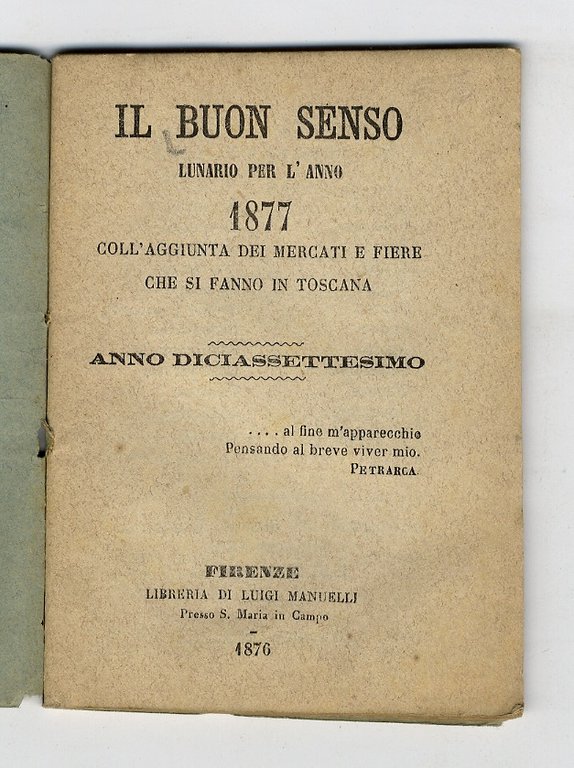 IL BUON SENSO
LUNARIO PER L'ANNO
1877
COLL'AGGIUNTA DEI MERCATI E FIERE
CHE SI FANNO IN TOSCANA
ANNO DICIASSETTESIMO
.... al fine m'apparecchio
Pensando al breve viver mio.
PETRARCA.
FIRENZE
LIBRERIA DI LUIGI MANUELLI
Presso S. Maria in Campo
1876